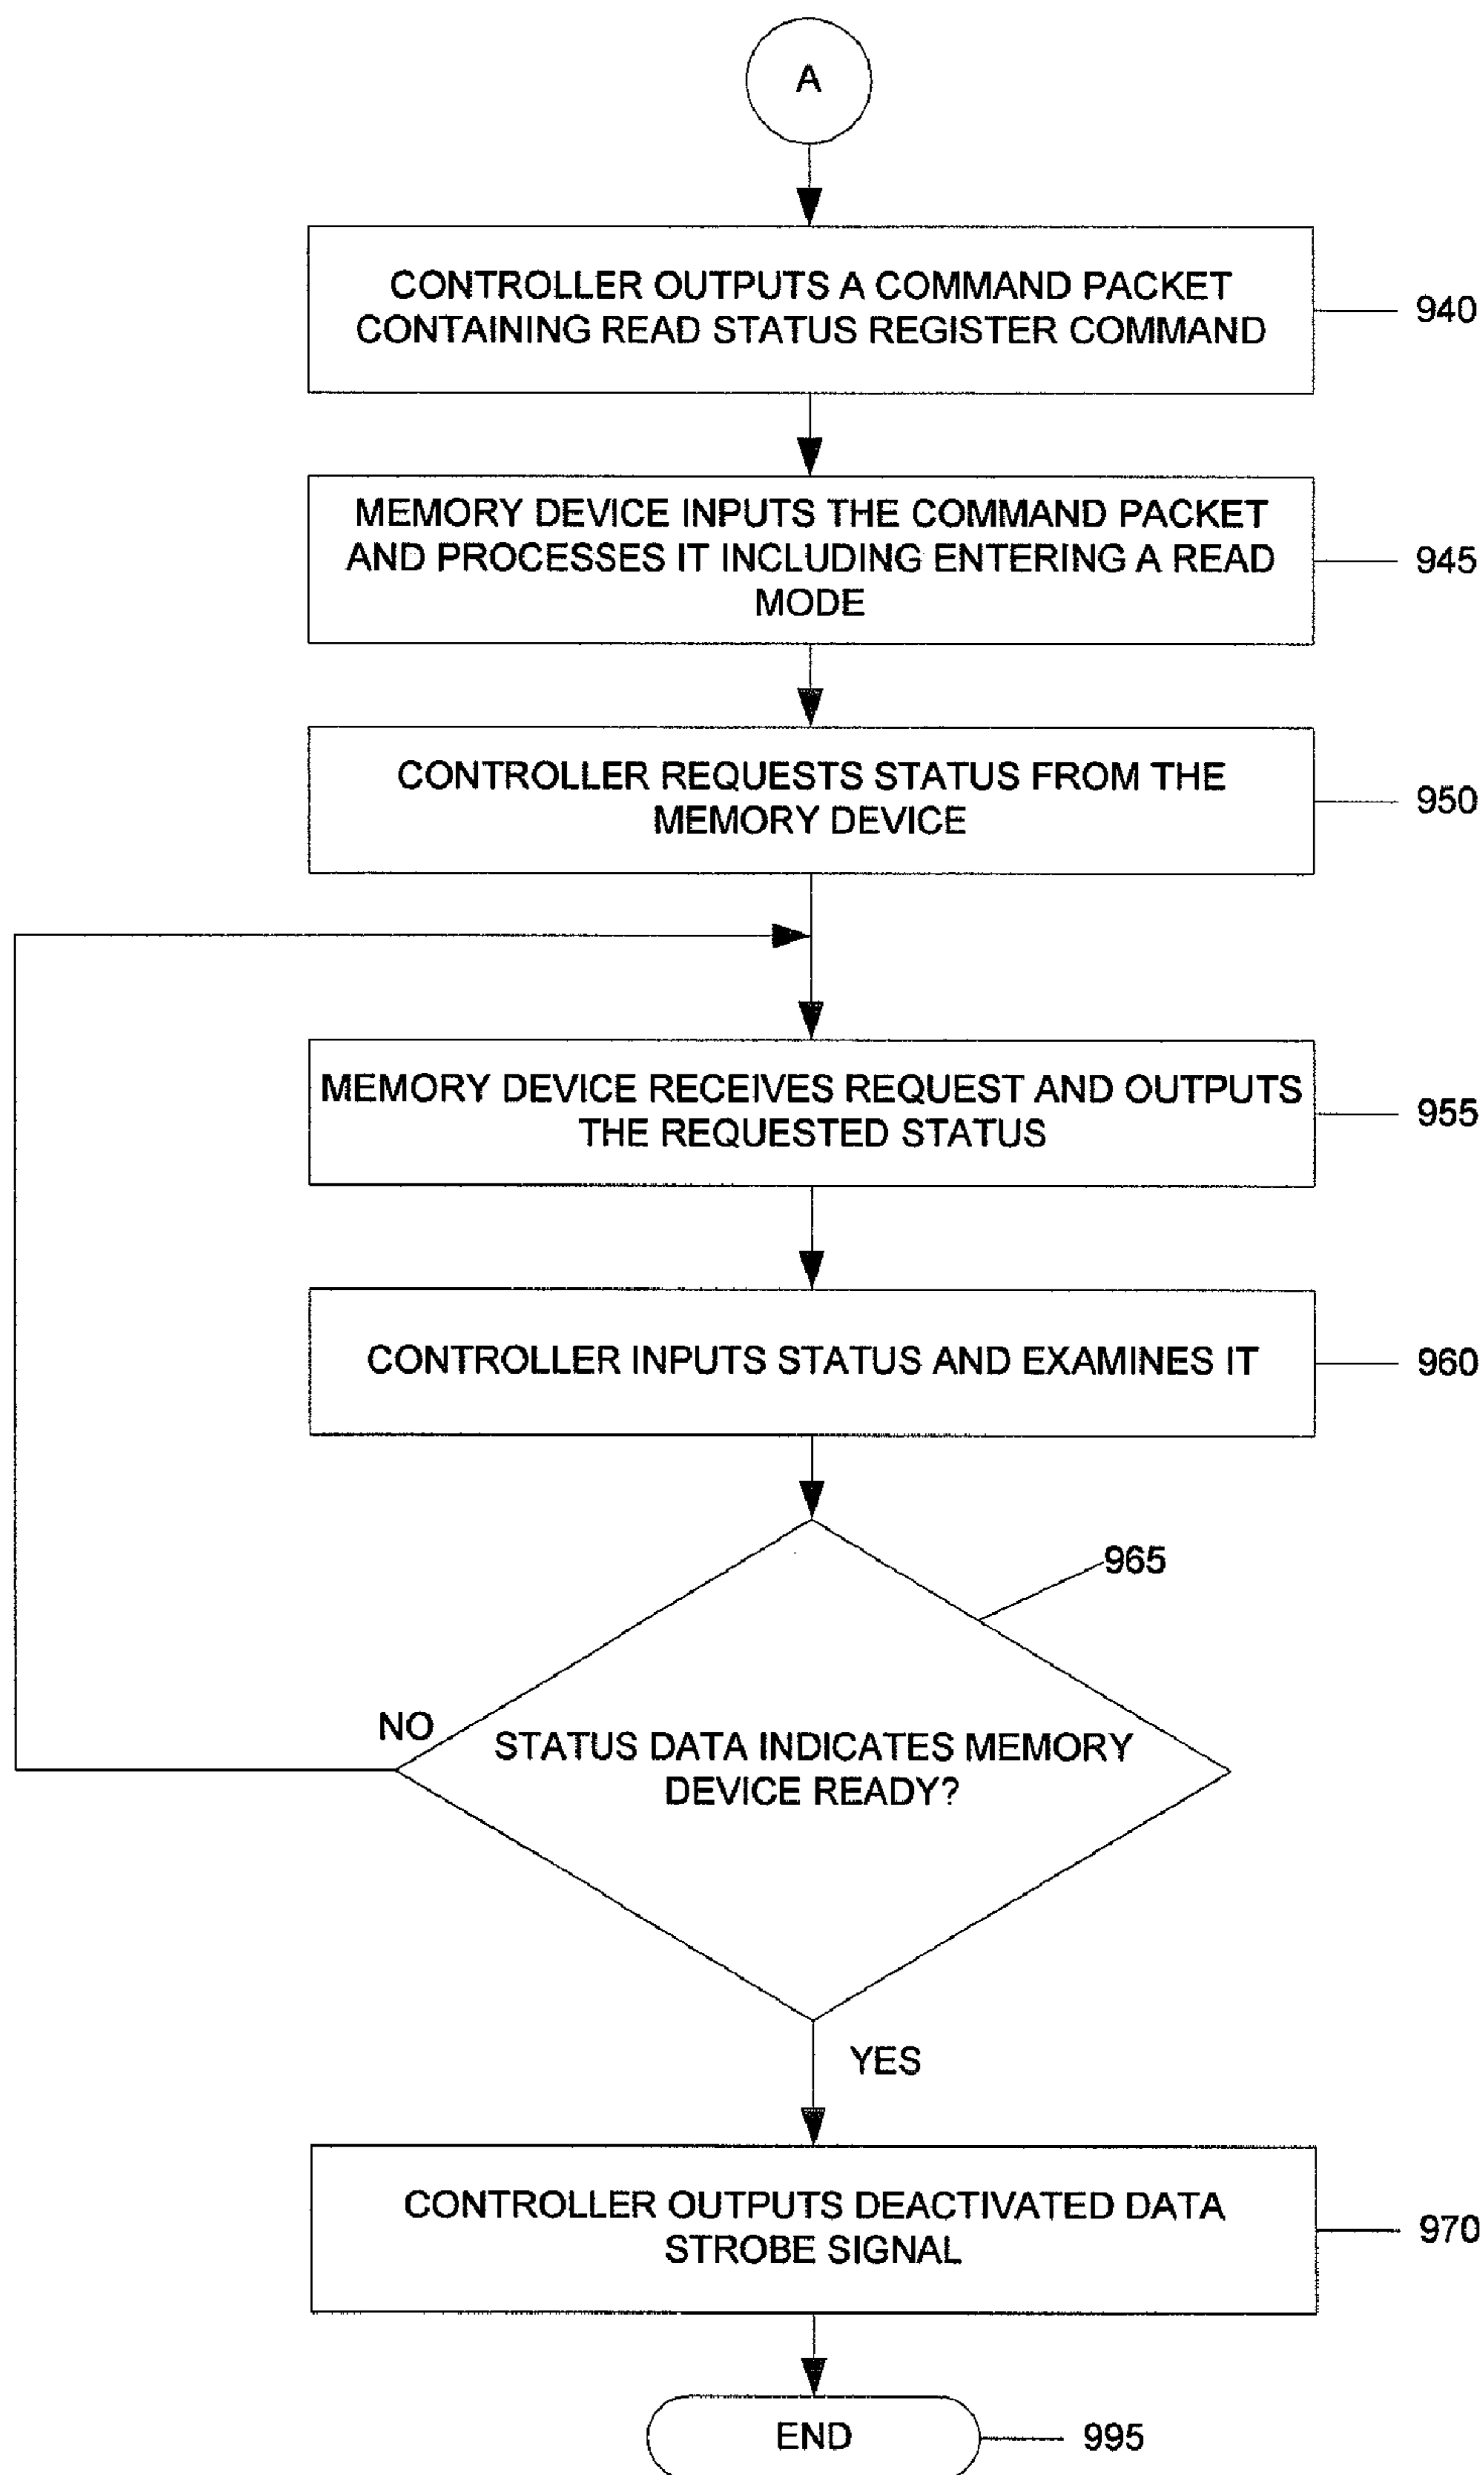 A
CONTROLLER OUTPUTS A COMMAND PACKET
CONTAINING READ STATUS REGISTER COMMAND
940
MEMORY DEVICE INPUTS THE COMMAND PACKET
AND PROCESSES IT INCLUDING ENTERING A READ
MODE
945
CONTROLLER REQUESTS STATUS FROM THE
MEMORY DEVICE
950
MEMORY DEVICE RECEIVES REQUEST AND OUTPUTS
THE REQUESTED STATUS
955
CONTROLLER INPUTS STATUS AND EXAMINES IT
960
965
NO
STATUS DATA INDICATES MEMORY
DEVICE READY?
YES
CONTROLLER OUTPUTS DEACTIVATED DATA
STROBE SIGNAL
970
END
995